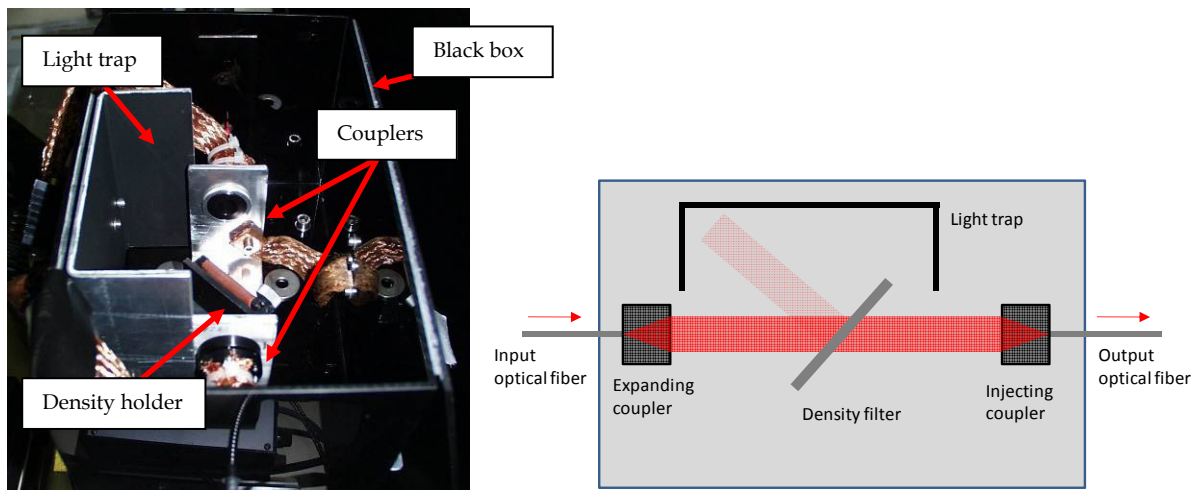 Light trap
Black box
Couplers
Density holder
Light trap
Input
optical fiber
Expanding
coupler
Density filter
Injecting
coupler
Output
optical fiber